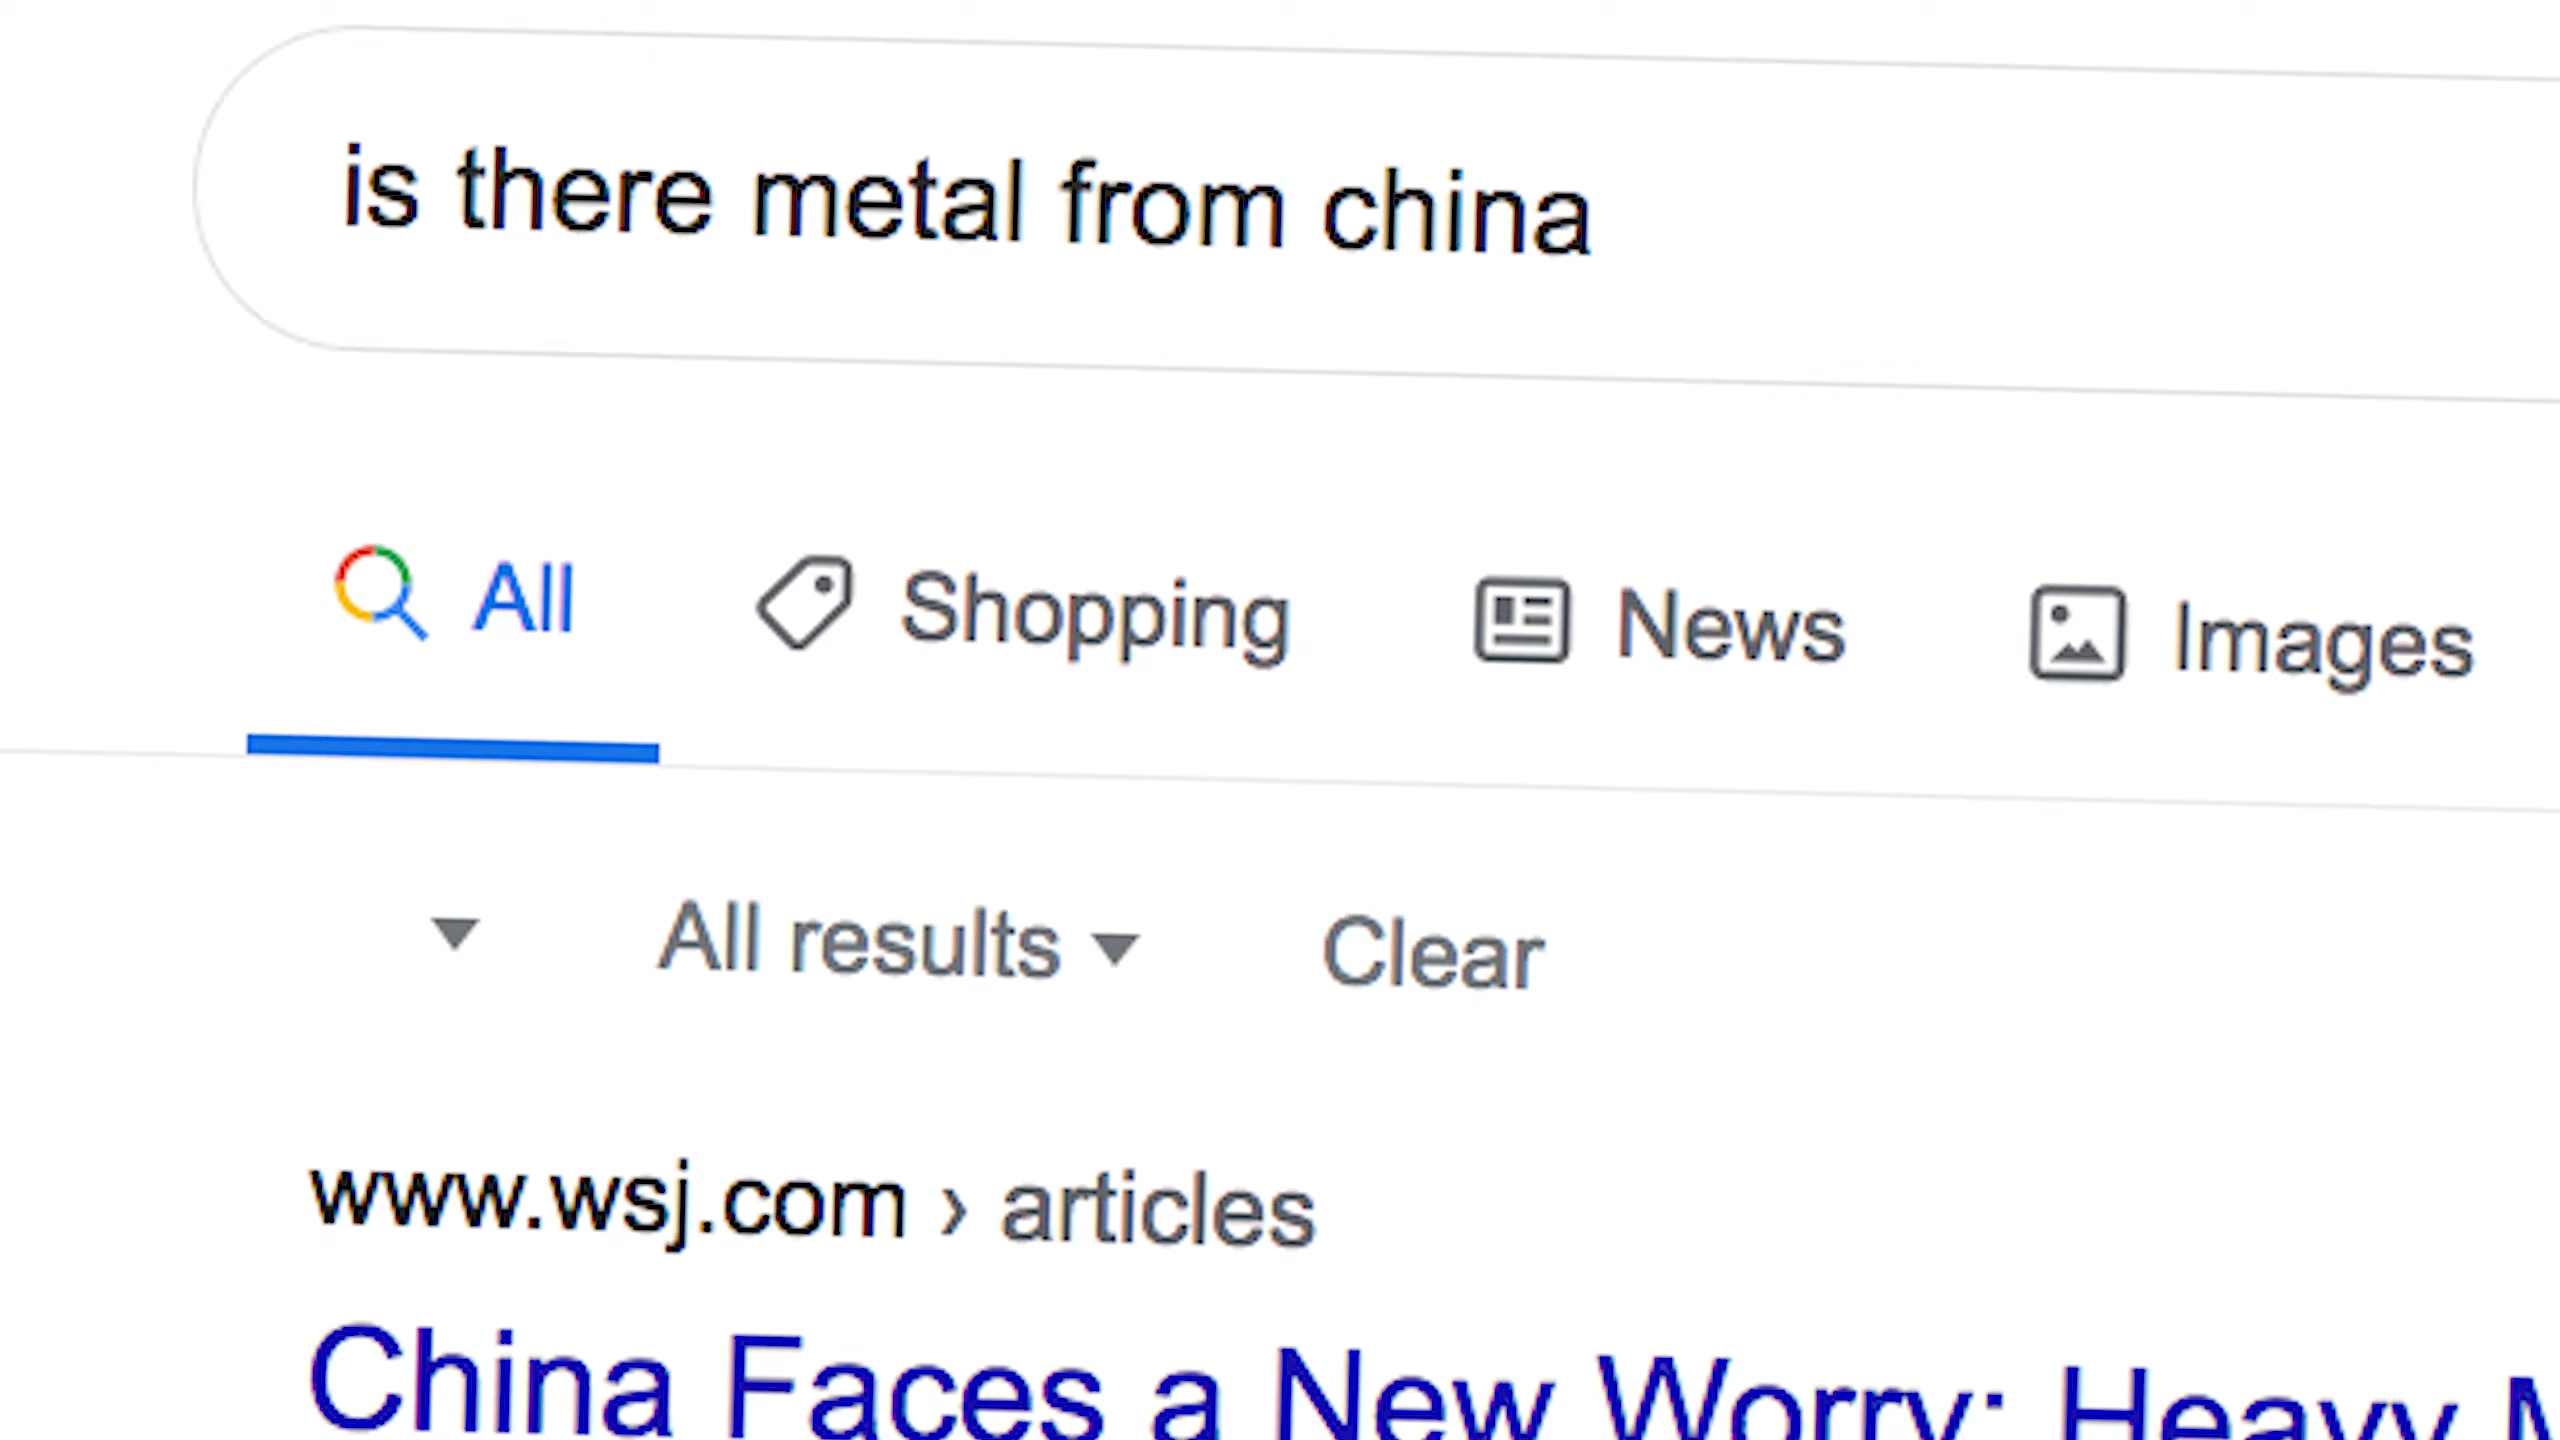 is there metal from china
All Shopping News Images
All results Clear
www.wsj.com › articles
China Faces a New Worry: Heavy